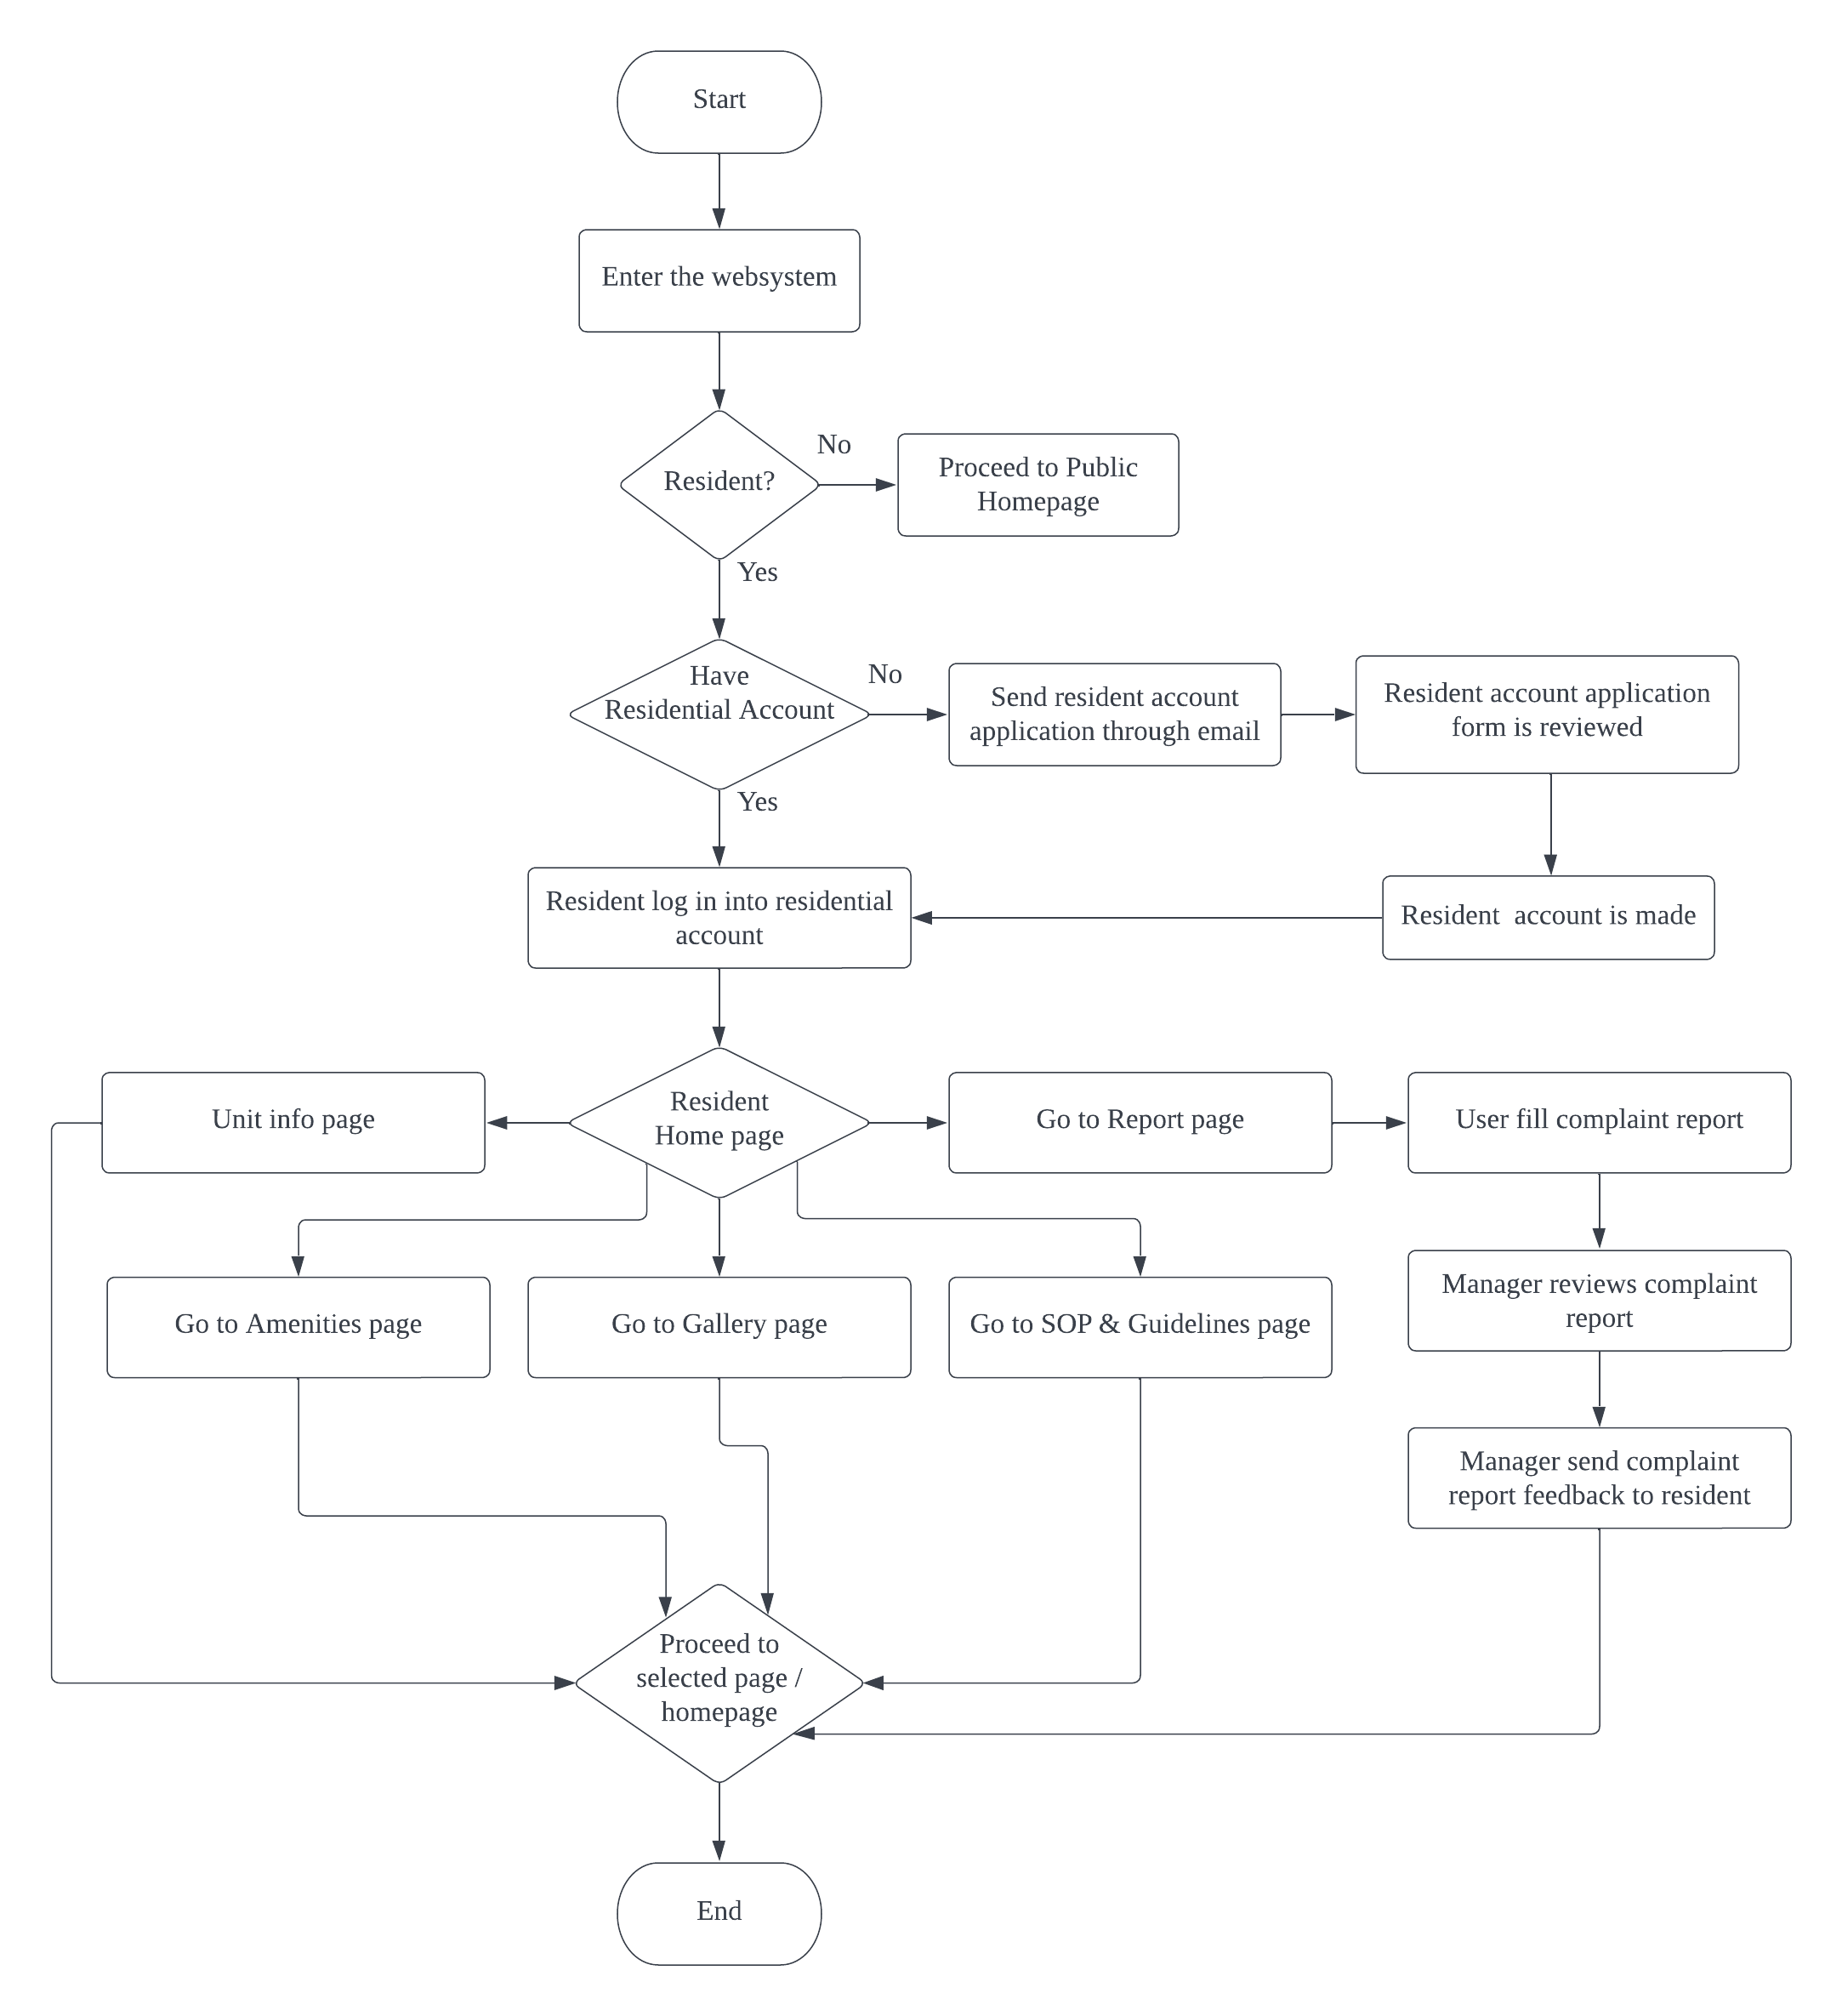 Start
Enter the websystem
Resident?
No
Proceed to Public
Homepage
Yes
Have
Residential Account
No
Send resident account
application through email
Resident account application
form is reviewed
Yes
Resident log in into residential
account
Resident  account is made
Unit info page
Resident
Home page
Go to Report page
User fill complaint report
Go to Amenities page
Go to Gallery page
Go to SOP & Guidelines page
Manager reviews complaint
report
Manager send complaint
report feedback to resident
Proceed to
selected page /
homepage
End